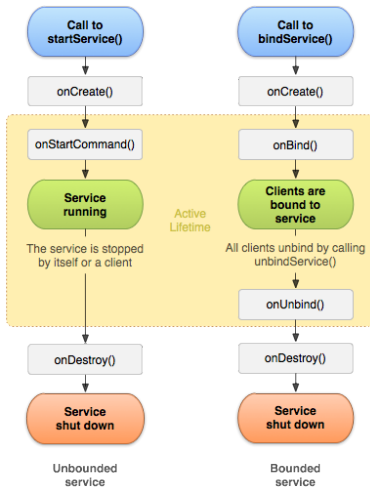 Call to
startService()
onCreate()
onStartCommand()
Service
running
The service is stopped
by itself or a client
onDestroy()
Service
shut down
Unbounded
service
Active
Lifetime
Call to
bindService()
onCreate()
onBind()
Clients are
bound to
service
All clients unbind by calling
unbindService()
onUnbind()
onDestroy()
Service
shut down
Bounded
service